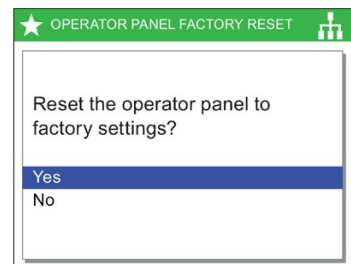 OPERATOR PANEL FACTORY RESET
Reset the operator panel to
factory settings?
Yes
No